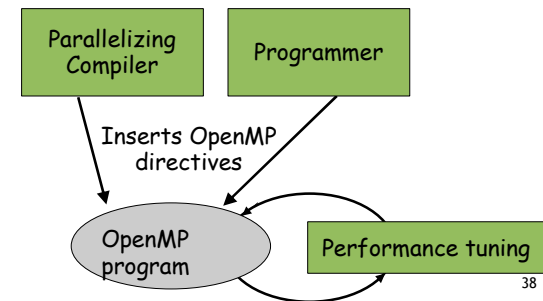 Parallelizing
Compiler
Programmer
Inserts OpenMP
directives
OpenMP
program
Performance tuning
38